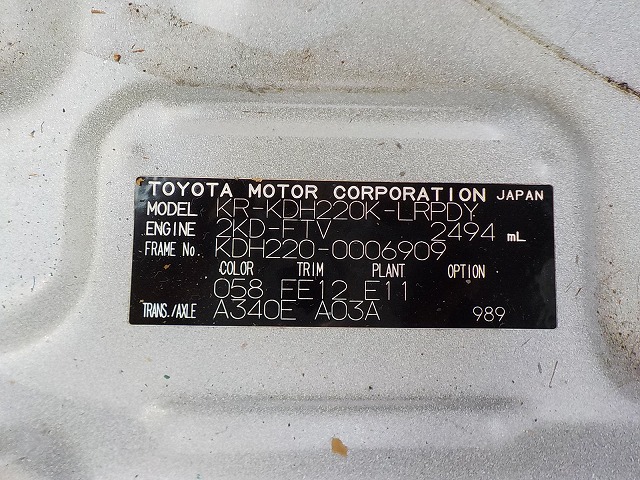 TOYOTA MOTOR CORPORATION JAPAN
MODEL KR-KDH220K-LRPDY
ENGINE 2KD-FTV 2494 mL
FRAME No. KDH220-0006909
COLOR TRIM PLANT OPTION
058 FE12 E11
TRANS./AXLE A340E A03A 989